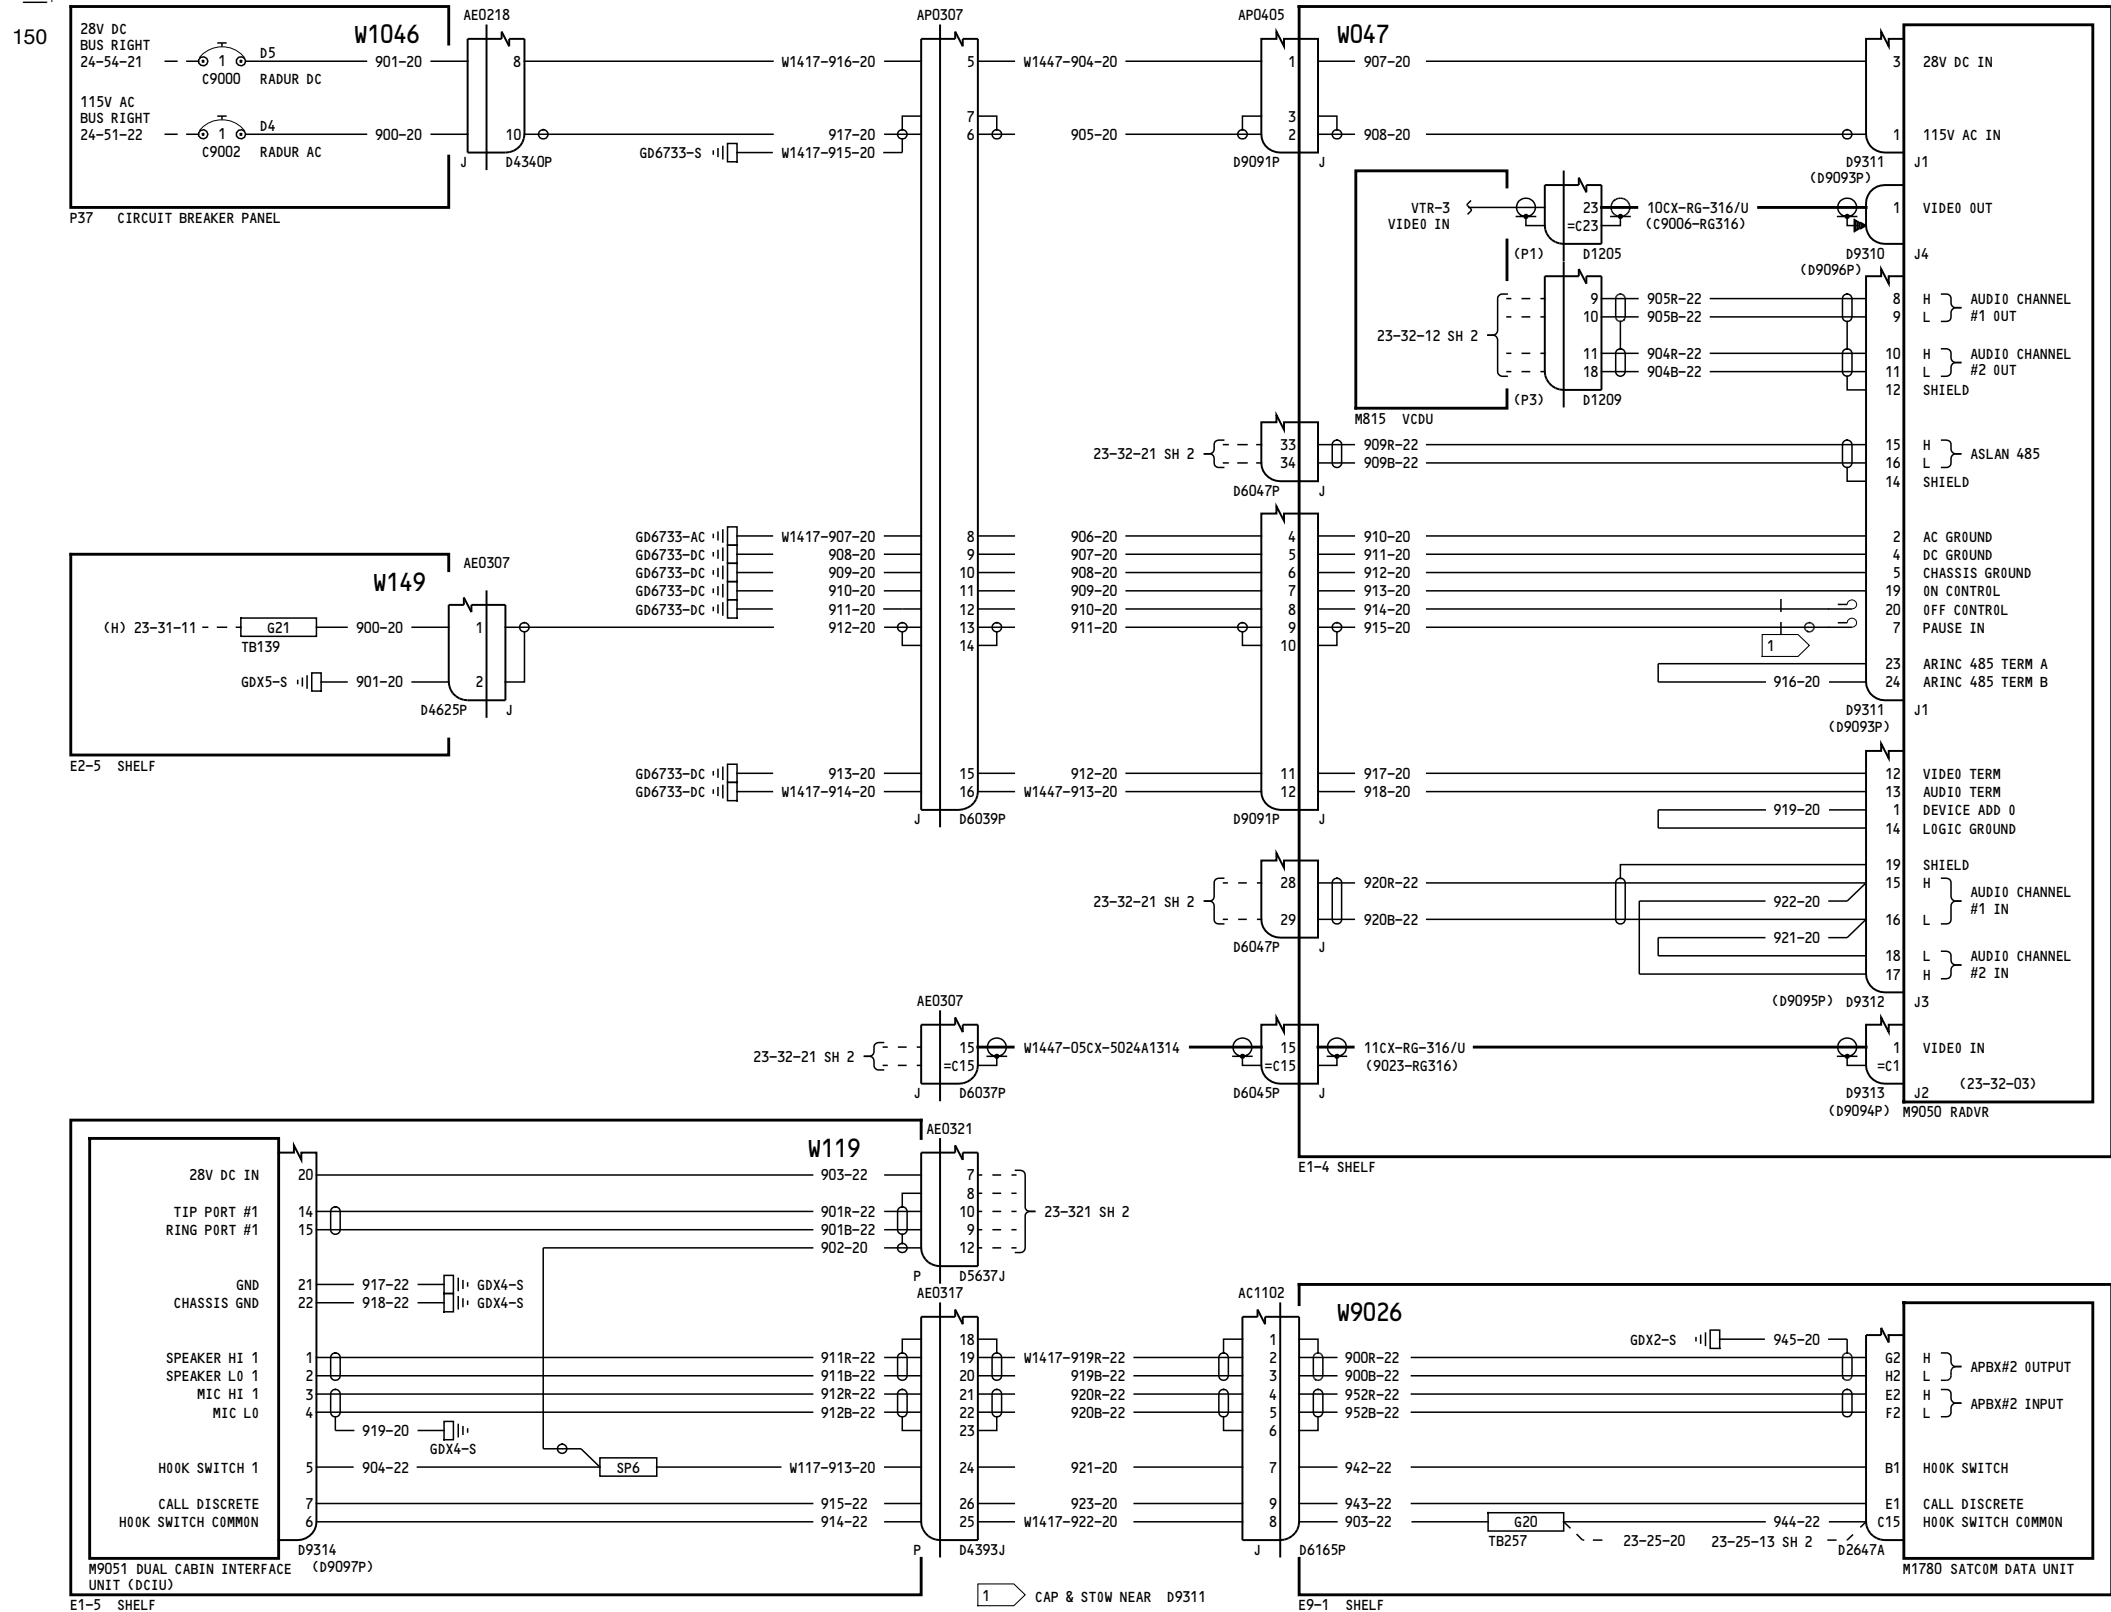 150
28V DC
BUS RIGHT
24-54-21
1
C9000
D5
RADUR DC
901-20
W1046
AE0218
8
W1417-916-20
AP0307
5
W1447-904-20
AP0405
1
W047
907-20
3
28V DC IN
115V AC
BUS RIGHT
24-51-22
1
C9002
D4
RADUR AC
900-20
10
J
D4340P
917-20
GD6733-S
W1417-915-20
7
6
905-20
3
2
D9091P
J
908-20
1
115V AC IN
D9311
(D9093P)
J1
P37 CIRCUIT BREAKER PANEL
VTR-3
VIDEO IN
23
=C23
(P1)
D1205
10CX-RG-316/U
(C9006-RG316)
1
VIDEO OUT
D9310
(D9096P)
J4
23-32-12 SH 2
9
10
11
18
(P3)
D1209
905R-22
905B-22
904R-22
904B-22
8 H
9 L
AUDIO CHANNEL
#1 OUT
10 H
11 L
AUDIO CHANNEL
#2 OUT
12 SHIELD
M815 VCDU
23-32-21 SH 2
33
34
D6047P
J
909R-22
909B-22
15 H
16 L
ASLAN 485
14 SHIELD
GD6733-AC W1417-907-20 8 906-20 4 910-20 2 AC GROUND
GD6733-DC 908-20 9 907-20 5 911-20 4 DC GROUND
GD6733-DC 909-20 10 908-20 6 912-20 5 CHASSIS GROUND
GD6733-DC 910-20 11 909-20 7 913-20 19 ON CONTROL
GD6733-DC 911-20 12 910-20 8 914-20 20 OFF CONTROL
912-20 13 911-20 9 915-20 7 PAUSE IN
14
10
1
23 ARINC 485 TERM A
916-20 24 ARINC 485 TERM B
D9311
(D9093P)
J1
W149
AE0307
(H) 23-31-11
G21
TB139
900-20
1
GDX5-S
901-20
2
D4625P
J
E2-5 SHELF
GD6733-DC 913-20 15 912-20 11 917-20 12 VIDEO TERM
GD6733-DC W1417-914-20 16 W1447-913-20 12 918-20 13 AUDIO TERM
J
D6039P
D9091P
J
919-20
1 DEVICE ADD 0
14 LOGIC GROUND
19 SHIELD
23-32-21 SH 2
28
29
D6047P
J
920R-22
920B-22
15 H
922-20
AUDIO CHANNEL
#1 IN
16 L
921-20
18 L
17 H
AUDIO CHANNEL
#2 IN
(D9095P) D9312
J3
AE0307
23-32-21 SH 2
15
=C15
J
D6037P
W1447-05CX-5024A1314
15
=C15
D6045P
J
11CX-RG-316/U
(9023-RG316)
1
=C1
VIDEO IN
(23-32-03)
D9313
(D9094P)
J2
M9050 RADVR
E1-4 SHELF
W119
AE0321
28V DC IN 20 903-22 7
8
TIP PORT #1 14 901R-22 10
RING PORT #1 15 901B-22 9
902-20 12
23-321 SH 2
P
D5637J
GND 21 917-22 GDX4-S
CHASSIS GND 22 918-22 GDX4-S
AE0317
AC1102
W9026
18
1
GDX2-S
945-20
SPEAKER HI 1 1 911R-22 19 W1417-919R-22 2 900R-22 G2 H
SPEAKER LO 1 2 911B-22 20 919B-22 3 900B-22 H2 L
APBX#2 OUTPUT
MIC HI 1 3 912R-22 21 920R-22 4 952R-22 E2 H
MIC LO 4 912B-22 22 920B-22 5 952B-22 F2 L
APBX#2 INPUT
919-20
GDX4-S
23
6
HOOK SWITCH 1 5 904-22 SP6 W117-913-20 24 921-20 7 942-22 B1 HOOK SWITCH
CALL DISCRETE 7 915-22 26 923-20 9 943-22 E1 CALL DISCRETE
HOOK SWITCH COMMON 6 914-22 25 W1417-922-20 8 903-22 G20 944-22 C15 HOOK SWITCH COMMON
D9314
(D9097P)
P
D4393J
J
D6165P
TB257
23-25-20
23-25-13 SH 2
D2647A
M9051 DUAL CABIN INTERFACE
UNIT (DCIU)
M1780 SATCOM DATA UNIT
E1-5 SHELF
1 CAP & STOW NEAR D9311
E9-1 SHELF